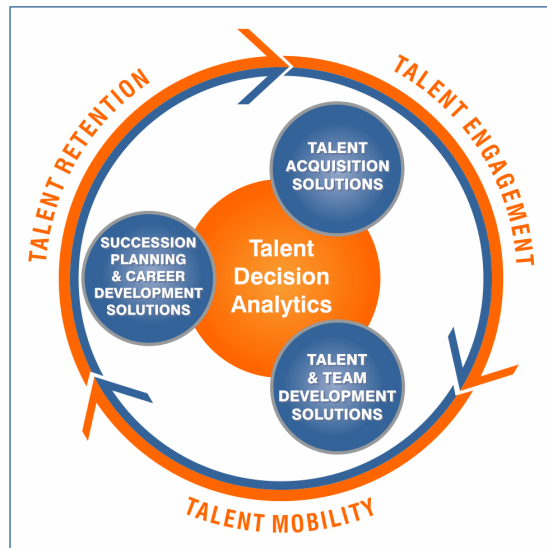 TALENT RETENTION
TALENT ENGAGEMENT
TALENT
ACQUISITION
SOLUTIONS
SUCCESSION
PLANNING
& CAREER
DEVELOPMENT
SOLUTIONS
Talent
Decision
Analytics
TALENT
& TEAM
DEVELOPMENT
SOLUTIONS
TALENT MOBILITY